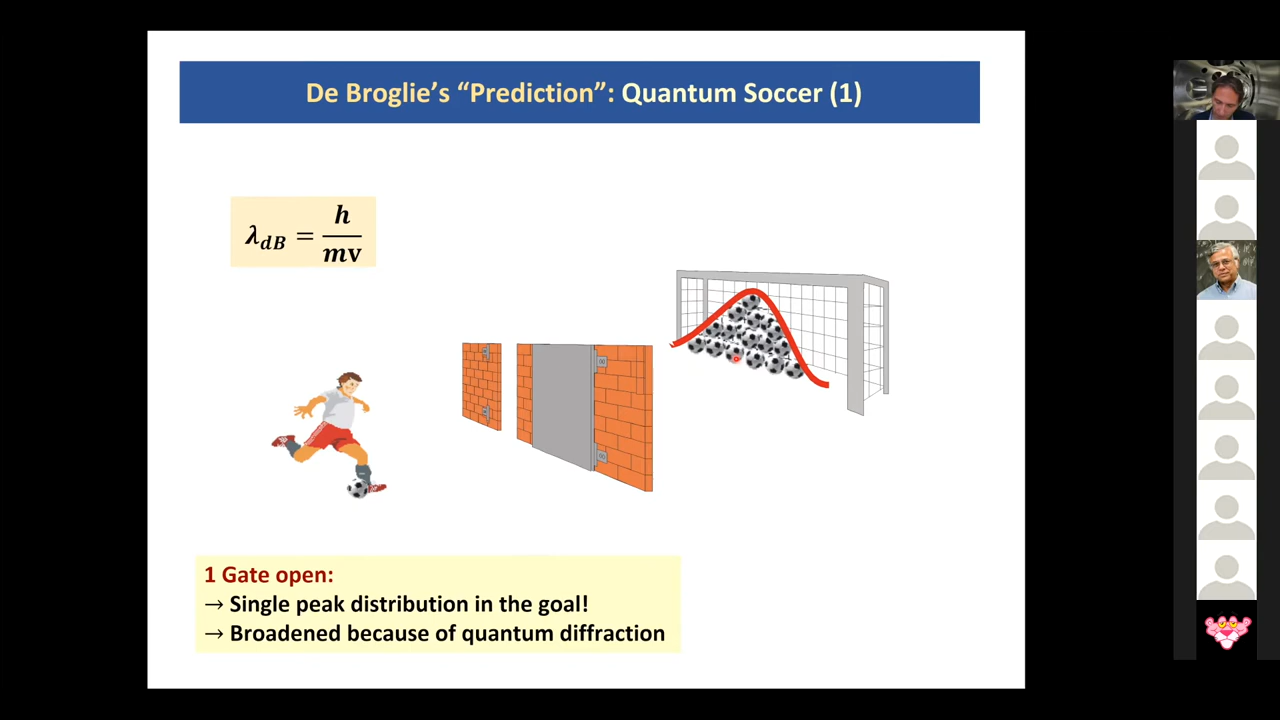 De Broglie’s “Prediction”: Quantum Soccer (1)
λdB = h/mv
1 Gate open:
→ Single peak distribution in the goal!
→ Broadened because of quantum diffraction